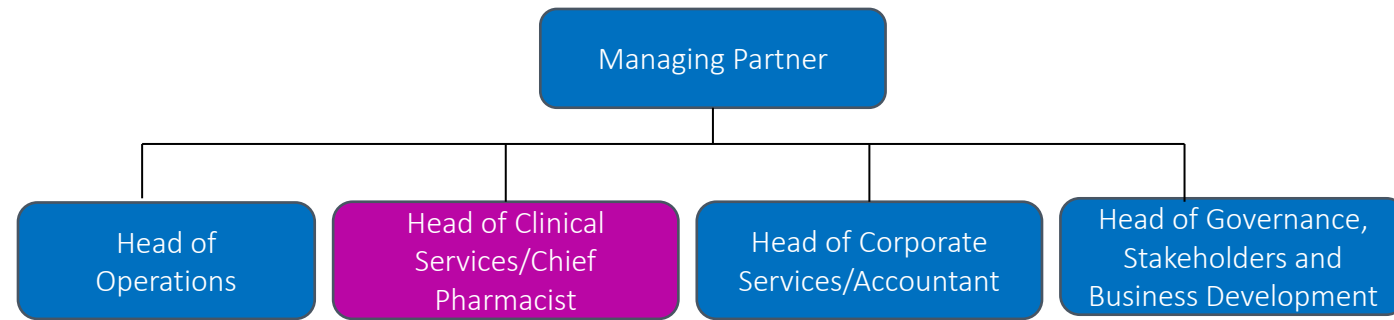 Managing Partner
Head of
Operations
Head of Clinical
Services/Chief
Pharmacist
Head of Corporate
Services/Accountant
Head of Governance,
Stakeholders and
Business Development